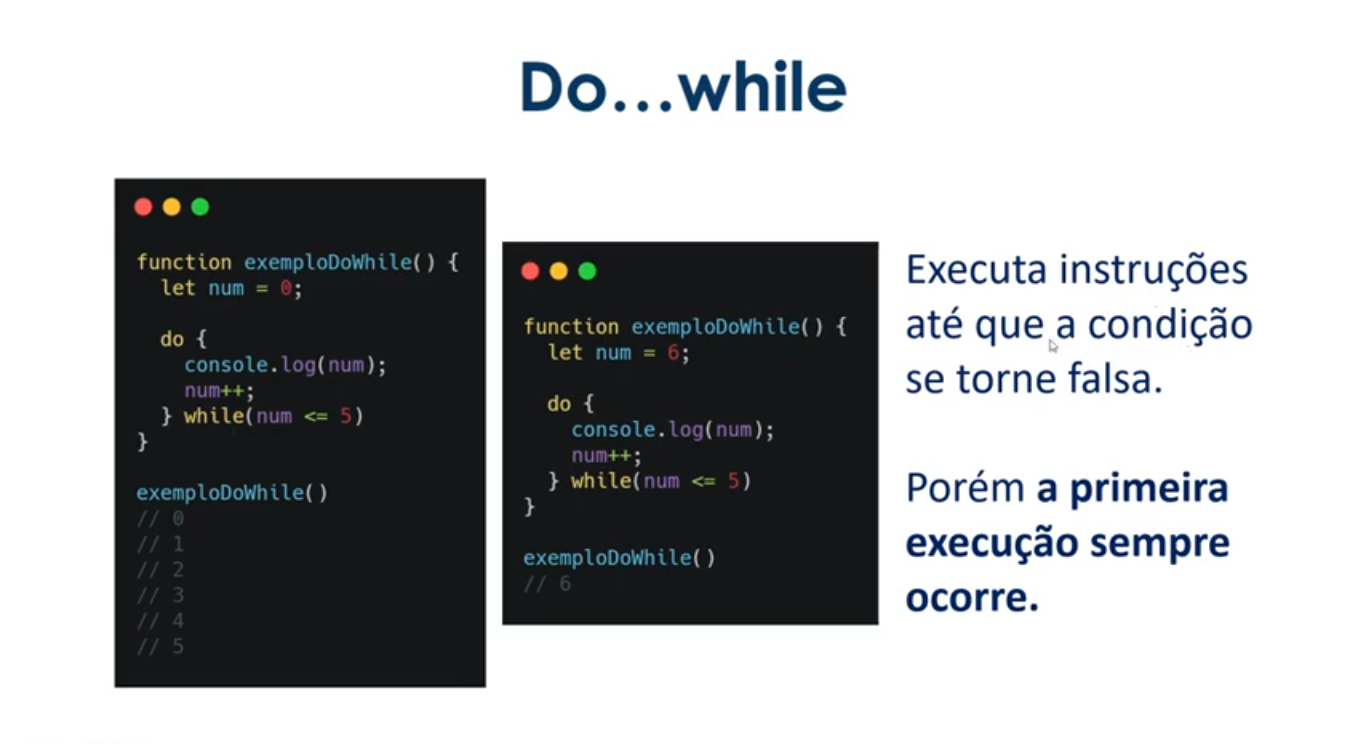 Do...while
function exemploDoWhile() {
let num = 0;
do {
console.log(num);
num++;
} while(num <= 5)
}
exemploDoWhile()
// 0
// 1
// 2
// 3
// 4
// 5
function exemploDoWhile() {
let num = 6;
do {
console.log(num);
num++;
} while(num <= 5)
}
exemploDoWhile()
// 6
Executa instruções
até que a condição
se torne falsa.
Porém a primeira
execução sempre
ocorre.